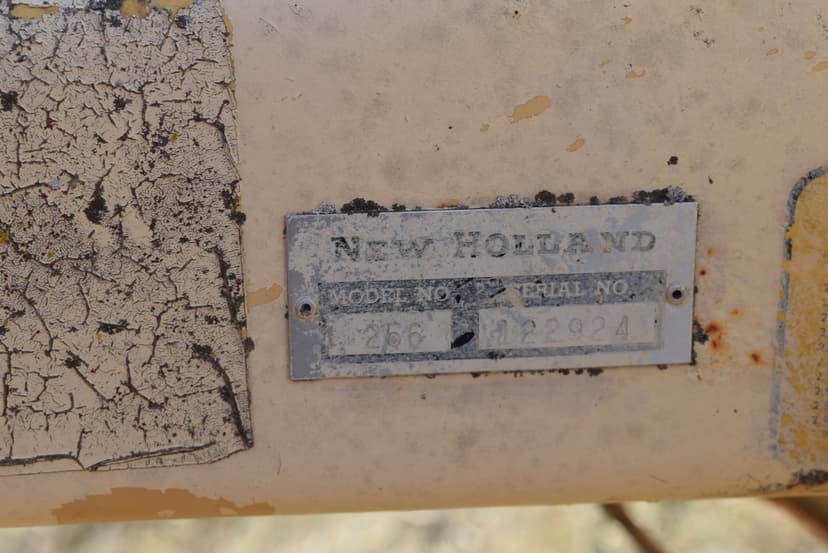 NEW HOLLAND
MODEL NO. SERIAL NO.
266 122924